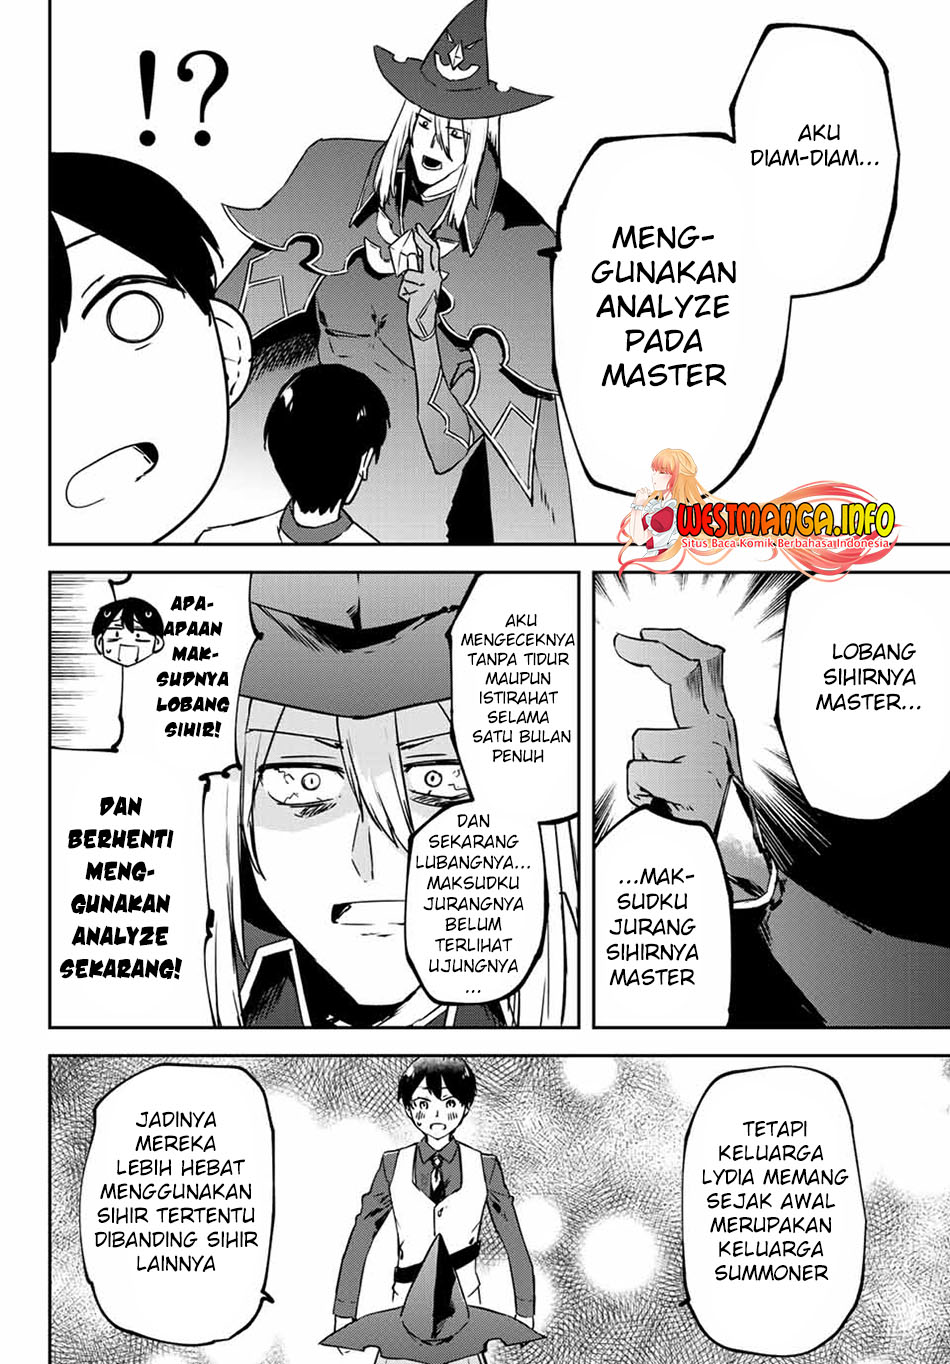 !?
AKU
DIAM-DIAM...
MENG-
GUNAKAN
ANALYZE
PADA
MASTER
WESTMANGA.INFO
Situs Baca Komik Berbahasa Indonesia
LOBANG
SIHIRNYA
MASTER...
...MAK-
SUDKU
JURANG
SIHIRNYA
MASTER
AKU
MENGECEKNYA
TANPA TIDUR
MAUPUN
ISTIRAHAT
SELAMA
SATU BULAN
PENUH
DAN
SEKARANG
LUBANGNYA...
MAKSUDKU
JURANGNYA
BELUM
TERLIHAT
UJUNGNYA
...
APA-
APAAN
MAK-
SUDNYA
LOBANG
SIHIR!
DAN
BERHENTI
MENG-
GUNAKAN
ANALYZE
SEKARANG!
TETAPI
KELUARGA
LYDIA MEMANG
SEJAK AWAL
MERUPAKAN
KELUARGA
SUMMONER
JADINYA
MEREKA
LEBIH HEBAT
MENGGUNAKAN
SIHIR TERTENTU
DIBANDING SIHIR
LAINNYA